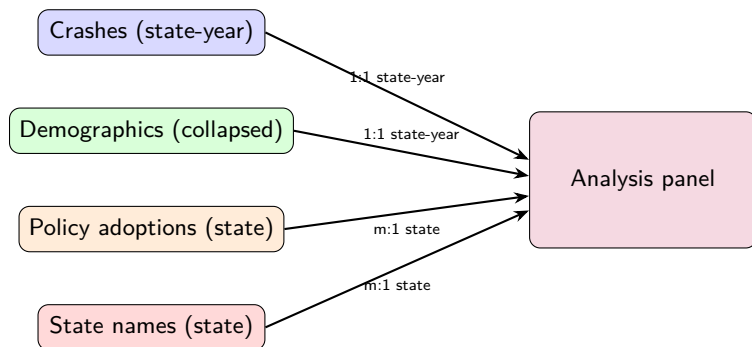 Crashes (state-year)
1:1 state-year
Demographics (collapsed)
1:1 state-year
Analysis panel
Policy adoptions (state)
m:1 state
m:1 state
State names (state)